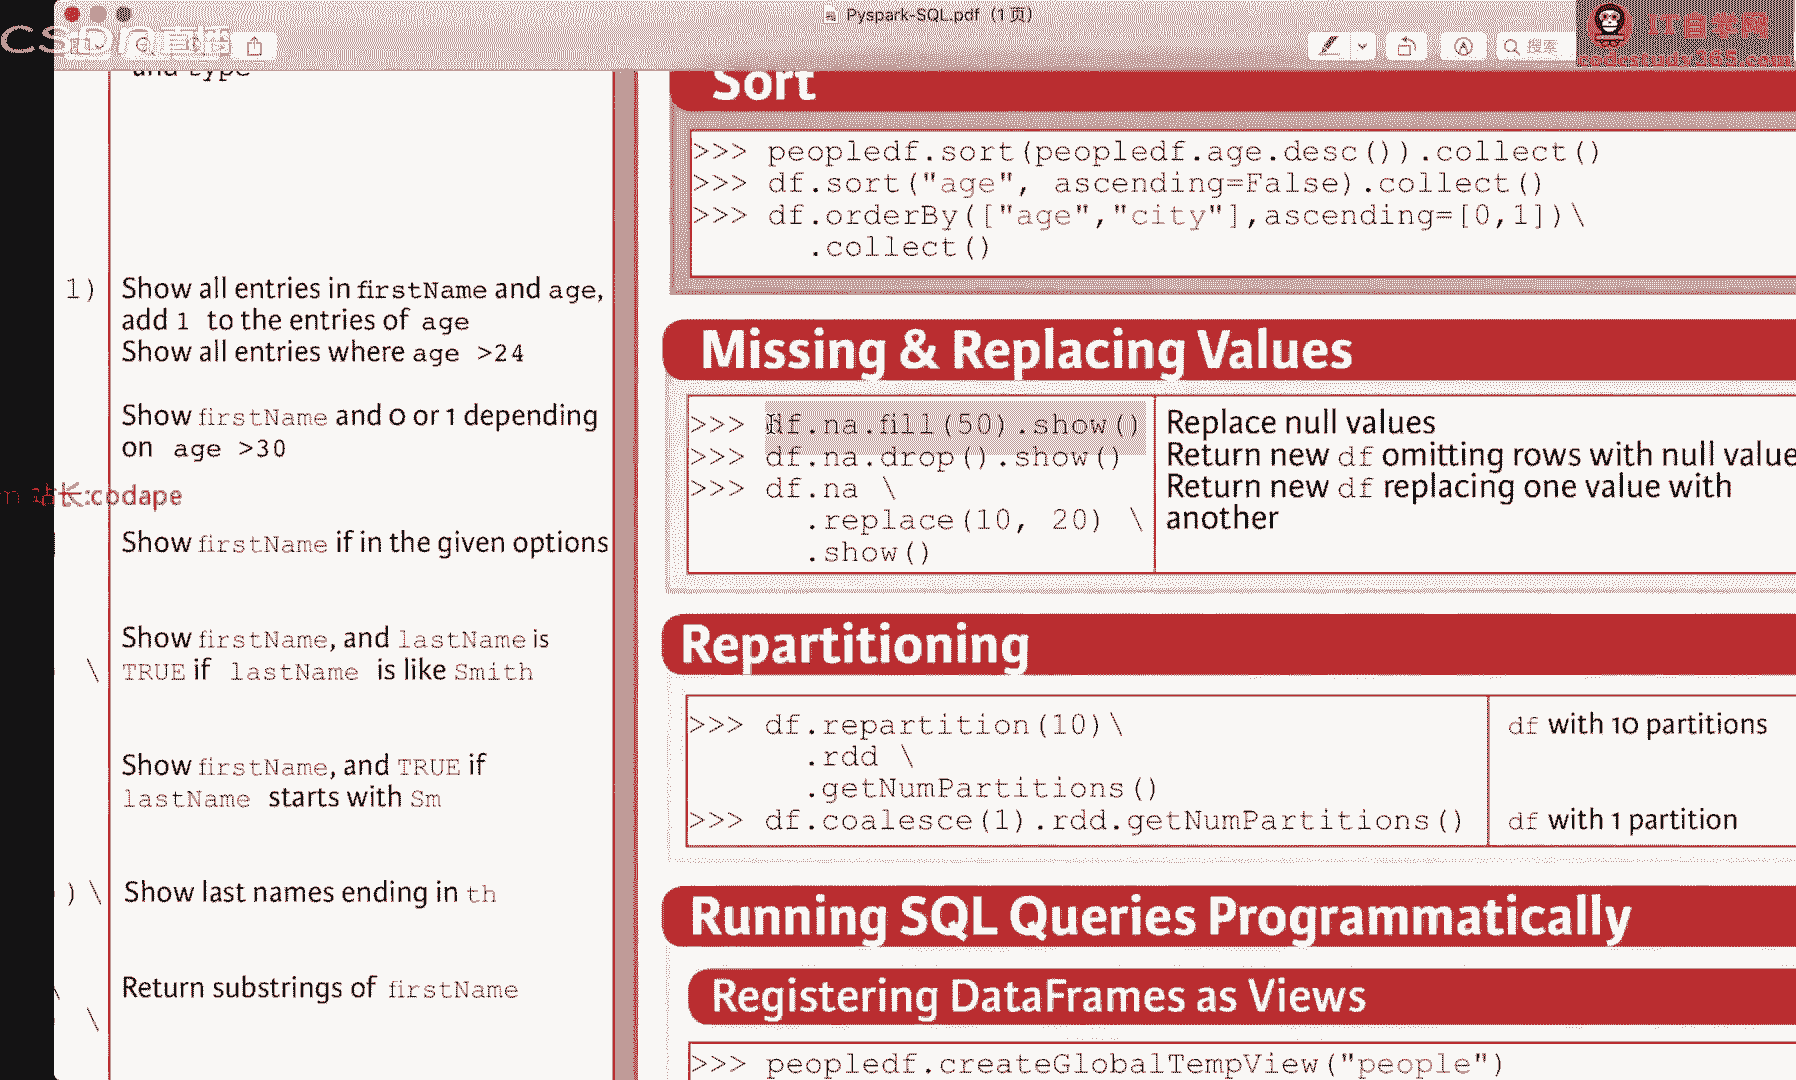 Pyspark-SQL.pdf (1 页)
CSDN直播
搜索
自学网
and type
1) Show all entries in firstName and age,
add 1 to the entries of age
Show all entries where age >24
Show firstName and 0 or 1 depending
on age >30
站长:codape
Show firstName if in the given options
Show firstName, and lastName is
\ TRUE if lastName is like Smith
Show firstName, and TRUE if
lastName starts with Sm
)\ Show last names ending in th
\ Return substrings of firstName
\
Sort
>>> peopledf.sort(peopledf.age.desc()).collect()
>>> df.sort("age", ascending=False).collect()
>>> df.orderBy(["age","city"],ascending=[0,1])\
.collect()
Missing & Replacing Values
>>> df.na.fill(50).show() Replace null values
>>> df.na.drop().show() Return new df omitting rows with null value
>>> df.na \ Return new df replacing one value with
.replace(10, 20) \ another
.show()
Repartitioning
>>> df.repartition(10)\ df with 10 partitions
.rdd \
.getNumPartitions()
>>> df.coalesce(1).rdd.getNumPartitions() df with 1 partition
Running SQL Queries Programmatically
Registering DataFrames as Views
>>> peopledf.createGlobalTempView("people")